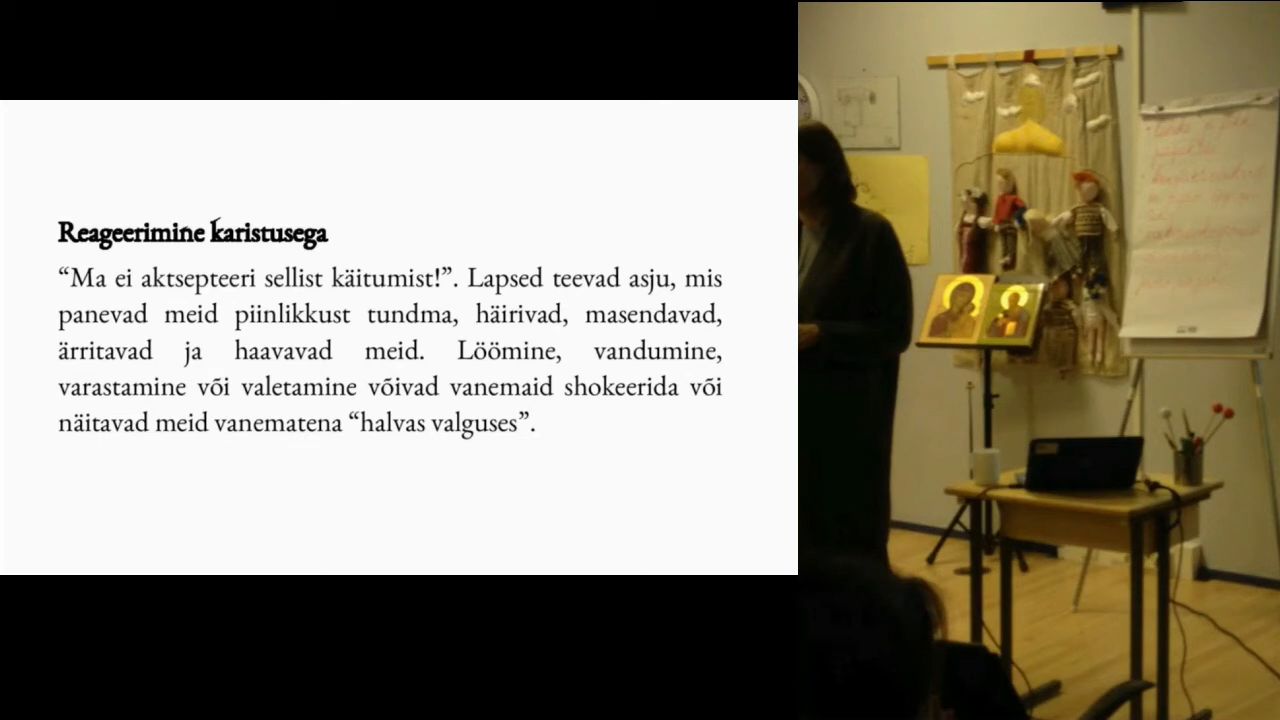 Reageerimine karistusega
“Ma ei aktsepteeri sellist käitumist!”. Lapsed teevad asju, mis
panevad meid piinlikkust tundma, häirivad, masendavad,
ärritavad ja haavavad meid. Löömine, vandumine,
varastamine või valetamine võivad vanemaid shokeerida või
näitavad meid vanematena “halvas valguses”.